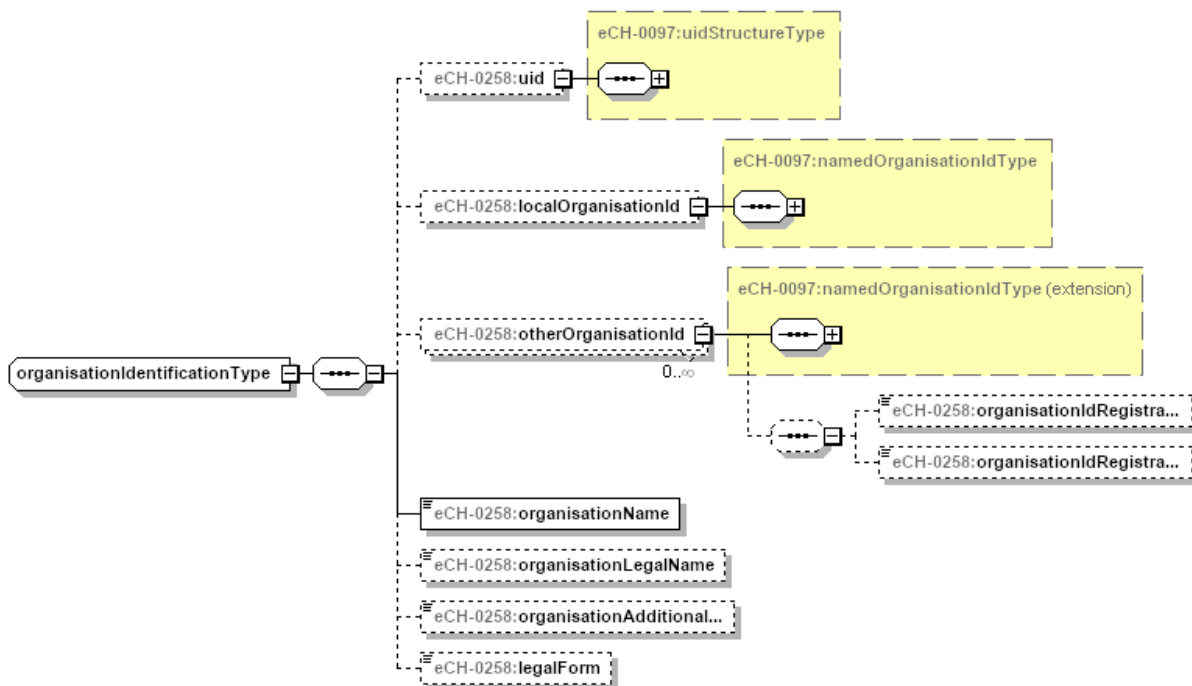 eCH-0097:uidStructureType
eCH-0258:uid
eCH-0097:namedOrganisationIdType
eCH-0258:localOrganisationId
eCH-0097:namedOrganisationIdType (extension)
eCH-0258:otherOrganisationId
0..∞
organisationIdentificationType
eCH-0258:organisationIdRegistra...
eCH-0258:organisationIdRegistra...
eCH-0258:organisationName
eCH-0258:organisationLegalName
eCH-0258:organisationAdditional...
eCH-0258:legalForm